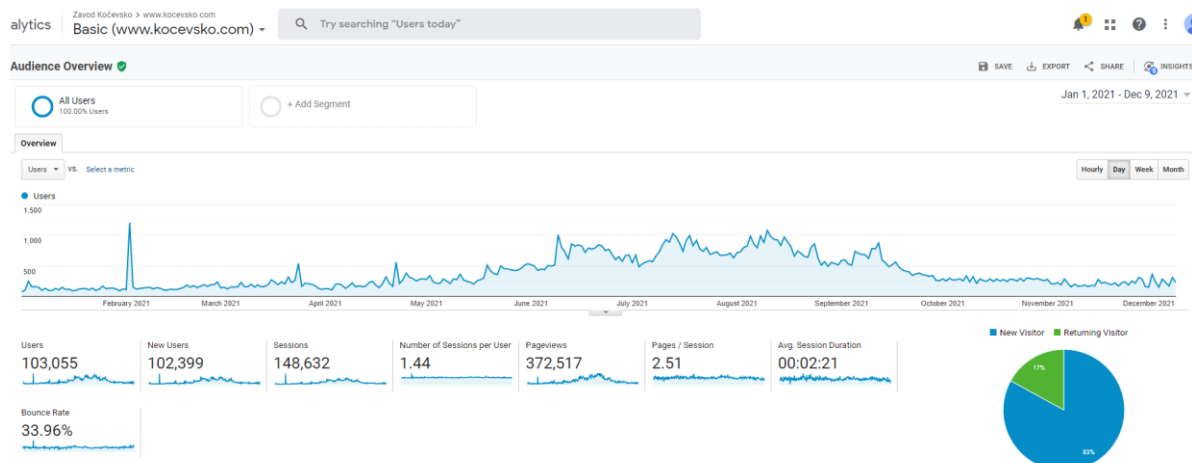 alytics
Zavod Kočevsko > www.kocevsko.com
Basic (www.kocevsko.com)
Try searching "Users today"
1
Audience Overview
SAVE
EXPORT
SHARE
INSIGHTS
All Users
100.00% Users
+ Add Segment
Jan 1, 2021 - Dec 9, 2021
Overview
Users
VS.
Select a metric
Hourly
Day
Week
Month
Users
1,500
1,000
500
February 2021
March 2021
April 2021
May 2021
June 2021
July 2021
August 2021
September 2021
October 2021
November 2021
December 2021
Users
103,055
New Users
102,399
Sessions
148,632
Number of Sessions per User
1.44
Pageviews
372,517
Pages / Session
2.51
Avg. Session Duration
00:02:21
Bounce Rate
33.96%
New Visitor
Returning Visitor
17%
83%